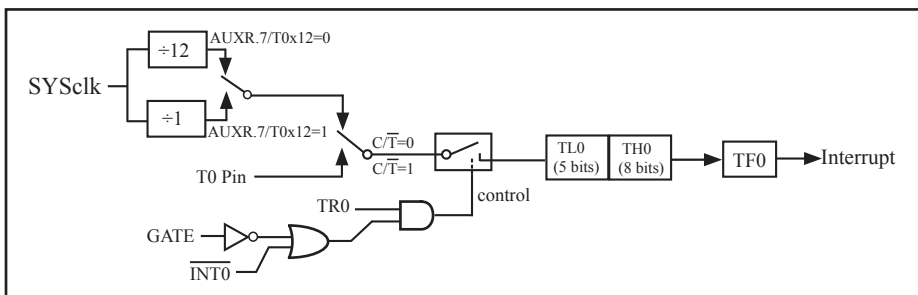 AUXR.7/T0x12=0
÷12
SYSclk
÷1
AUXR.7/T0x12=1
C/T̅=0
C/T̅=1
T0 Pin
TL0
(5 bits)
TH0
(8 bits)
TF0
Interrupt
control
TR0
GATE
I̅N̅T̅0̅